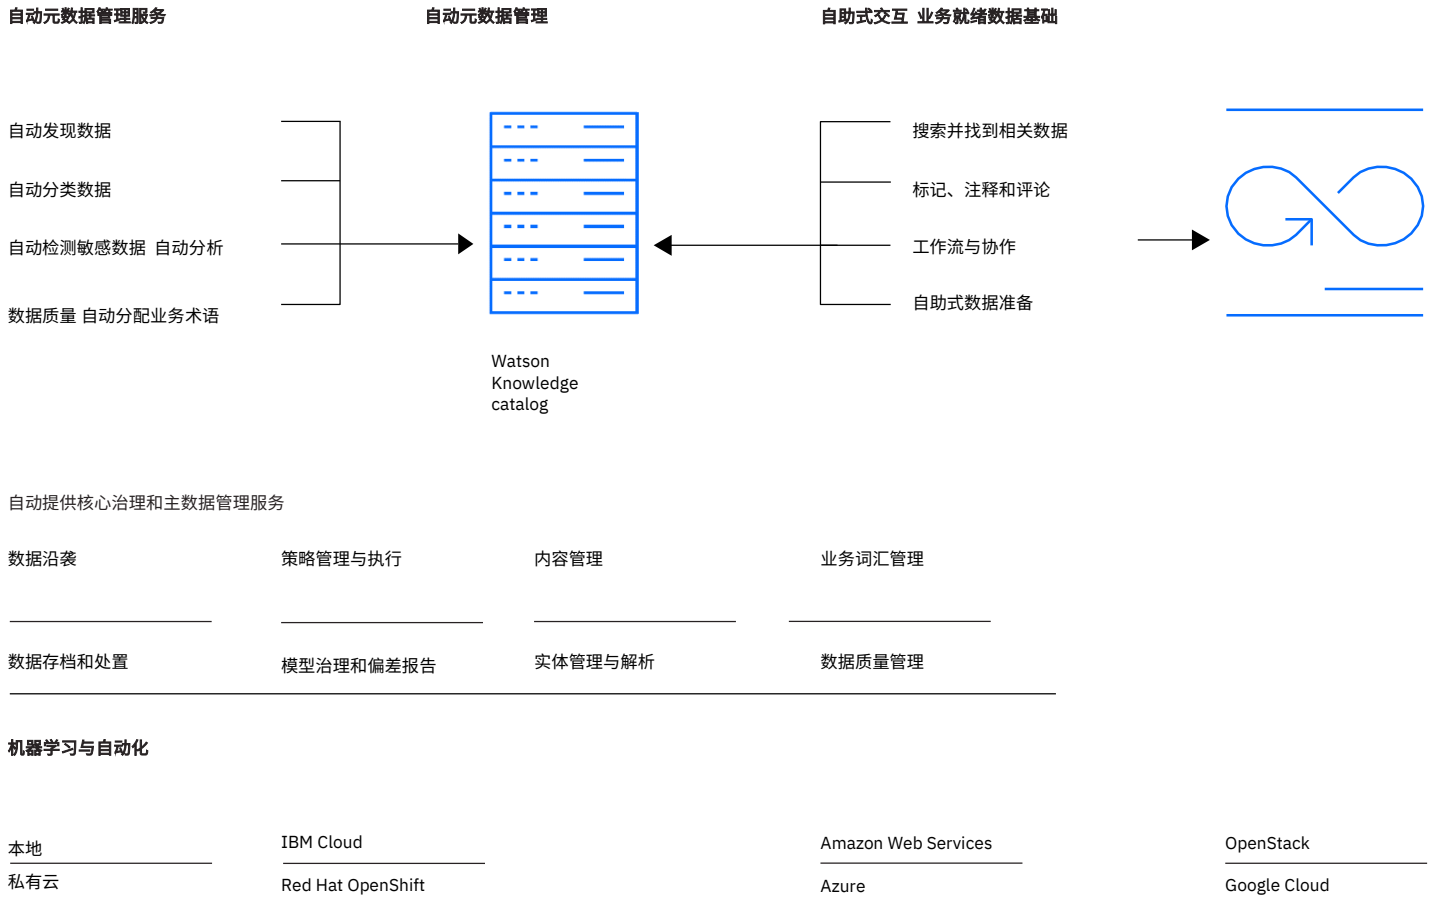 自动元数据管理服务
自动元数据管理
自助式交互 业务就绪数据基础
自动发现数据
自动分类数据
自动检测敏感数据 自动分析
数据质量 自动分配业务术语
Watson
Knowledge
catalog
搜索并找到相关数据
标记、注释和评论
工作流与协作
自助式数据准备
自动提供核心治理和主数据管理服务
数据沿袭
策略管理与执行
内容管理
业务词汇管理
数据存档和处置
模型治理和偏差报告
实体管理与解析
数据质量管理
机器学习与自动化
本地
IBM Cloud
Amazon Web Services
OpenStack
私有云
Red Hat OpenShift
Azure
Google Cloud